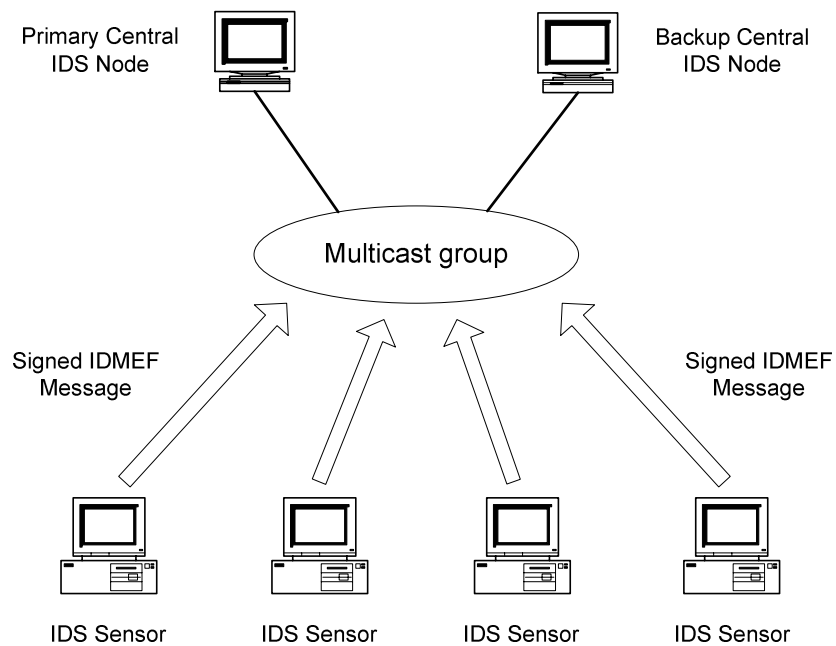 Primary Central
IDS Node
Backup Central
IDS Node
Multicast group
Signed IDMEF
Message
Signed IDMEF
Message
IDS Sensor
IDS Sensor
IDS Sensor
IDS Sensor